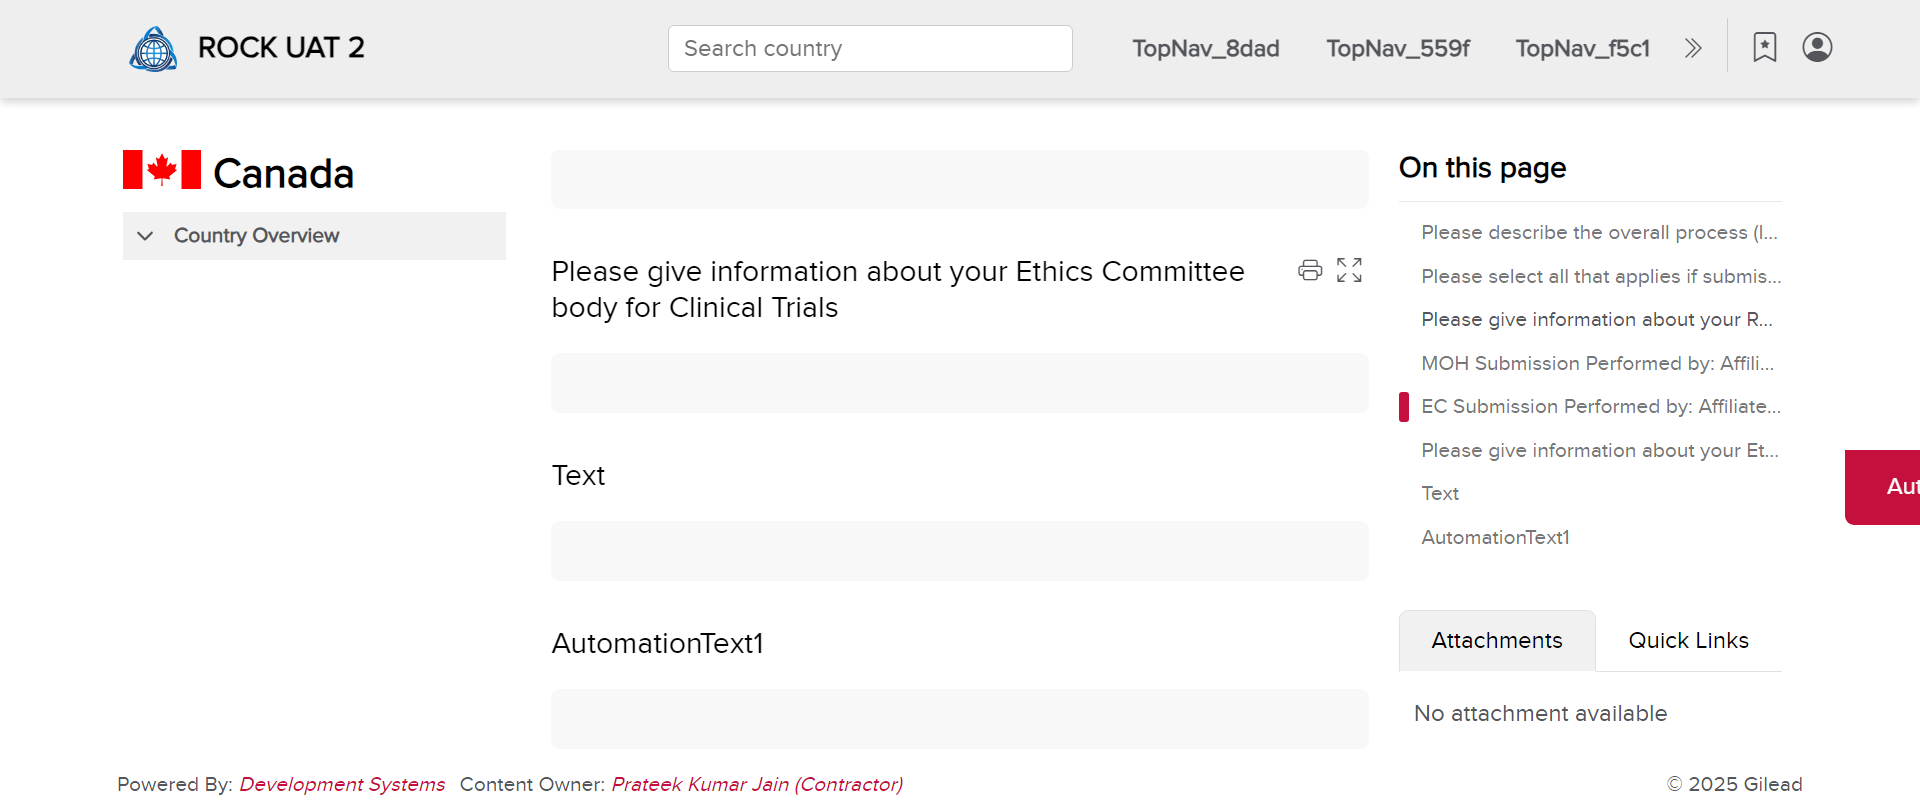 ROCK UAT 2
Search country
TopNav_8dad
TopNav_559f
TopNav_f5c1
Canada
Country Overview
Please give information about your Ethics Committee
body for Clinical Trials
Text
AutomationText1
On this page
Please describe the overall process (I...
Please select all that applies if submis...
Please give information about your R...
MOH Submission Performed by: Affili...
EC Submission Performed by: Affiliate...
Please give information about your Et...
Text
AutomationText1
Aut
Attachments
Quick Links
No attachment available
Powered By: Development Systems Content Owner: Prateek Kumar Jain (Contractor)
© 2025 Gilead